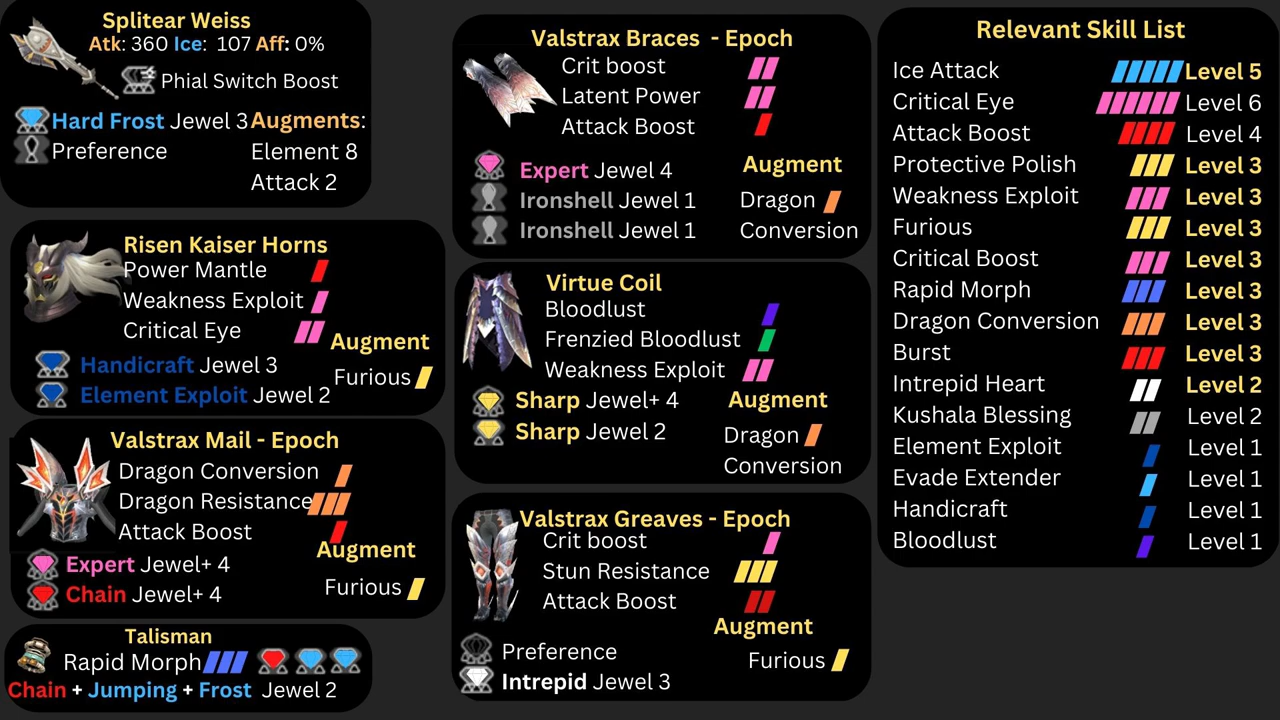 Splitear Weiss
Atk: 360 Ice: 107 Aff: 0%
Phial Switch Boost
Hard Frost Jewel 3
Preference
Augments:
Element 8
Attack 2
Risen Kaiser Horns
Power Mantle
Weakness Exploit
Critical Eye
Handicraft Jewel 3
Element Exploit Jewel 2
Augment
Furious
Valstrax Mail - Epoch
Dragon Conversion
Dragon Resistance
Attack Boost
Expert Jewel+ 4
Chain Jewel+ 4
Augment
Furious
Talisman
Rapid Morph
Chain + Jumping + Frost Jewel 2
Valstrax Braces - Epoch
Crit boost
Latent Power
Attack Boost
Expert Jewel 4
Ironshell Jewel 1
Ironshell Jewel 1
Augment
Dragon
Conversion
Virtue Coil
Bloodlust
Frenzied Bloodlust
Weakness Exploit
Sharp Jewel+ 4
Sharp Jewel 2
Augment
Dragon
Conversion
Valstrax Greaves - Epoch
Crit boost
Stun Resistance
Attack Boost
Preference
Intrepid Jewel 3
Augment
Furious
Relevant Skill List
Ice Attack Level 5
Critical Eye Level 6
Attack Boost Level 4
Protective Polish Level 3
Weakness Exploit Level 3
Furious Level 3
Critical Boost Level 3
Rapid Morph Level 3
Dragon Conversion Level 3
Burst Level 3
Intrepid Heart Level 2
Kushala Blessing Level 2
Element Exploit Level 1
Evade Extender Level 1
Handicraft Level 1
Bloodlust Level 1